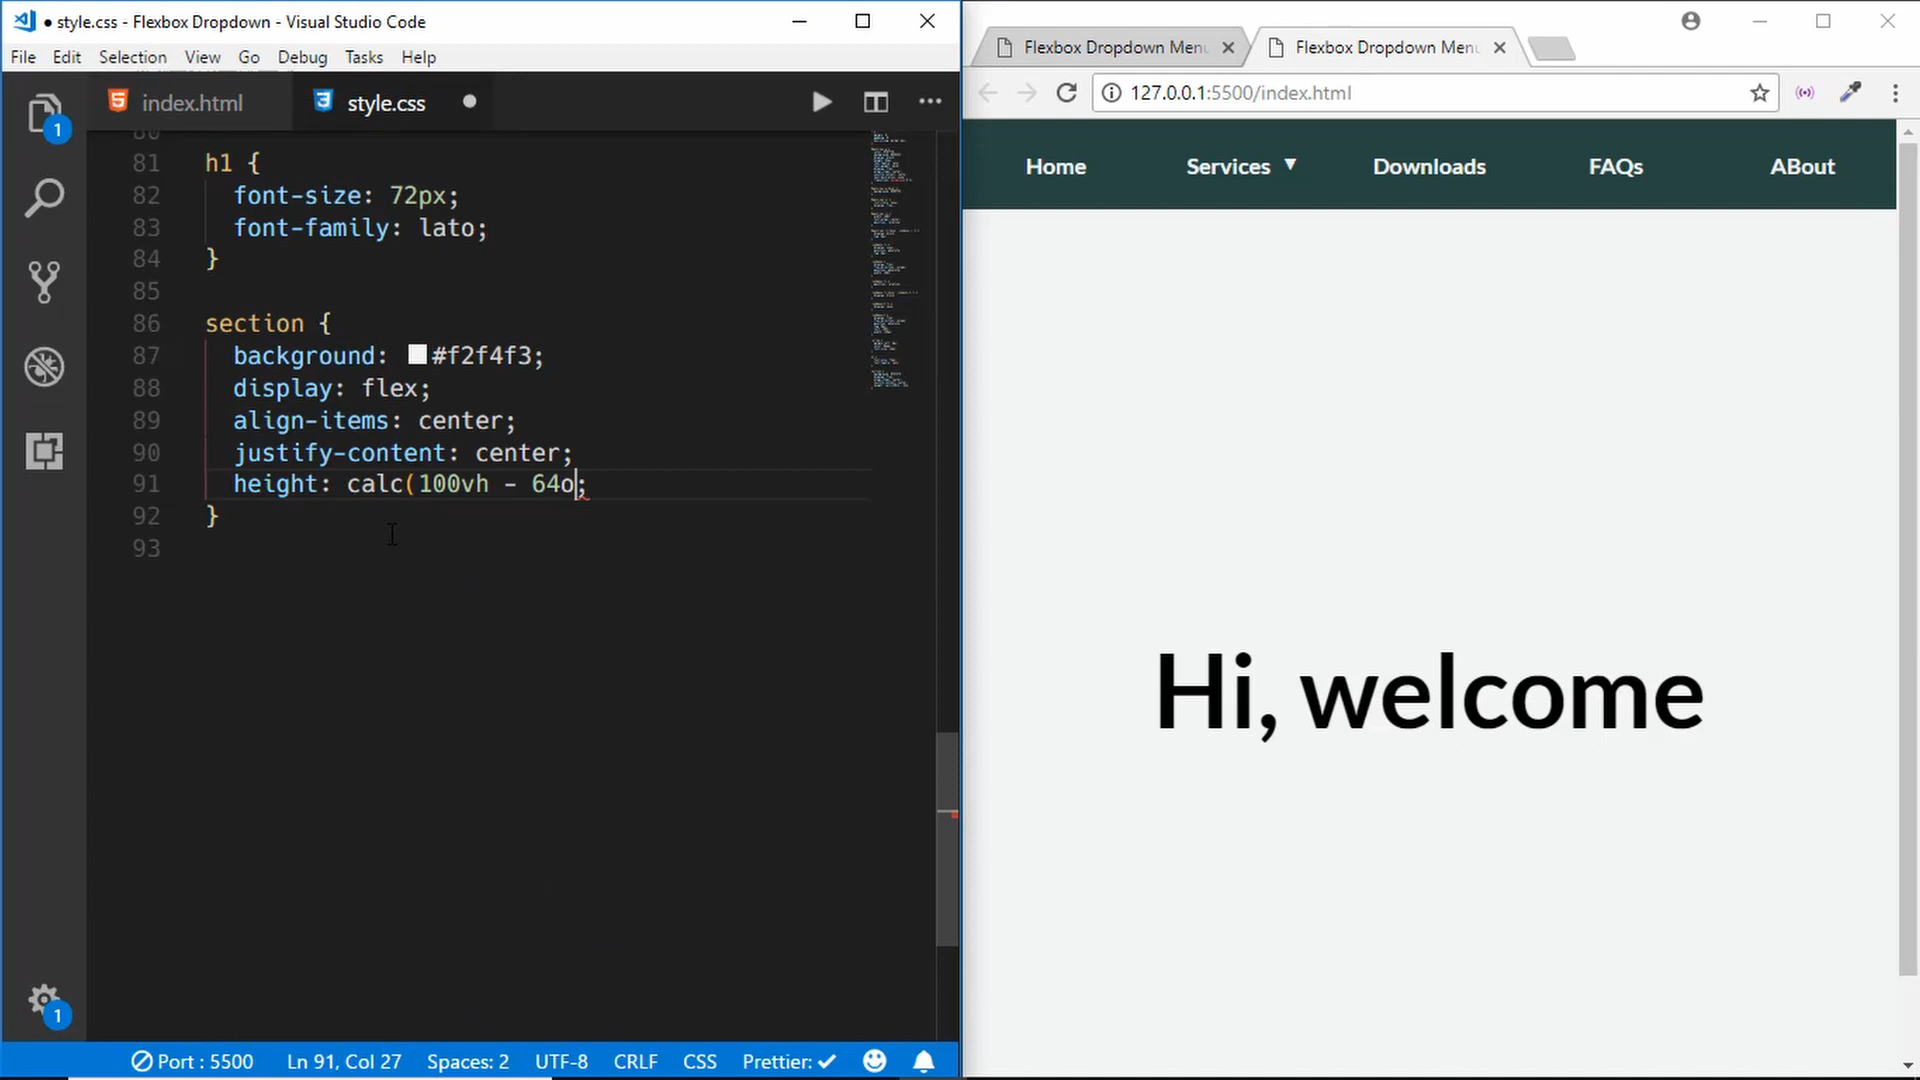 style.css - Flexbox Dropdown - Visual Studio Code
File Edit Selection View Go Debug Tasks Help
1
index.html
style.css
80
81 h1 {
82 font-size: 72px;
83 font-family: lato;
84 }
85
86 section {
87 background: #f2f4f3;
88 display: flex;
89 align-items: center;
90 justify-content: center;
91 height: calc(100vh - 64o;
92 }
93
1
Port : 5500 Ln 91, Col 27 Spaces: 2 UTF-8 CRLF CSS Prettier: ✓
Flexbox Dropdown Menu
Flexbox Dropdown Menu
127.0.0.1:5500/index.html
Home Services ▼ Downloads FAQs ABout
Hi, welcome